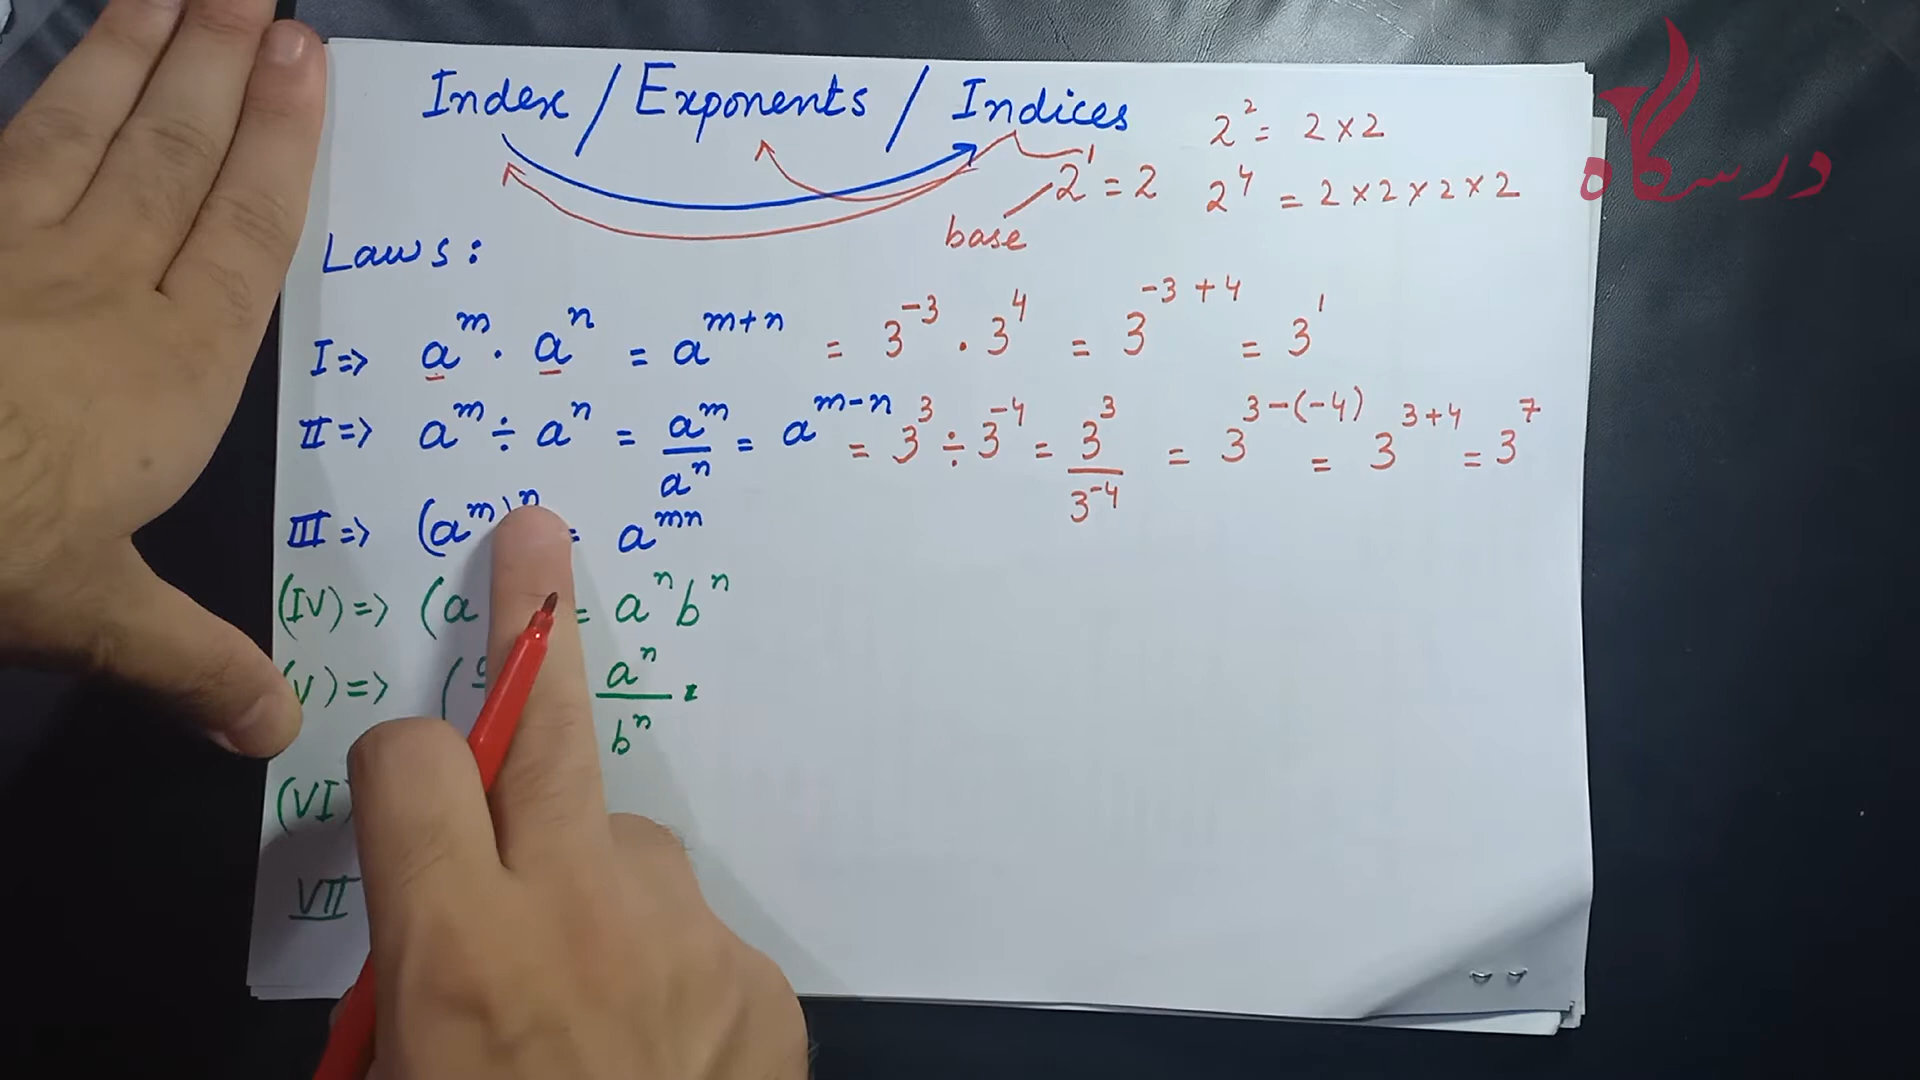 Index / Exponents / Indices
2² = 2 × 2
2¹ = 2
2⁴ = 2 × 2 × 2 × 2
base
درسگاه
Laws :
I => aᵐ · aⁿ = aᵐ⁺ⁿ = 3⁻³ · 3⁴ = 3⁻³⁺⁴ = 3¹
II => aᵐ ÷ aⁿ = aᵐ/aⁿ = aᵐ⁻ⁿ = 3³ ÷ 3⁻⁴ = 3³/3⁻⁴ = 3³⁻⁽⁻⁴⁾ = 3³⁺⁴ = 3⁷
III => (aᵐ)ⁿ = aᵐⁿ
(IV) => (a = aⁿbⁿ
(V) => ( aⁿ/bⁿ
(VI)
VII